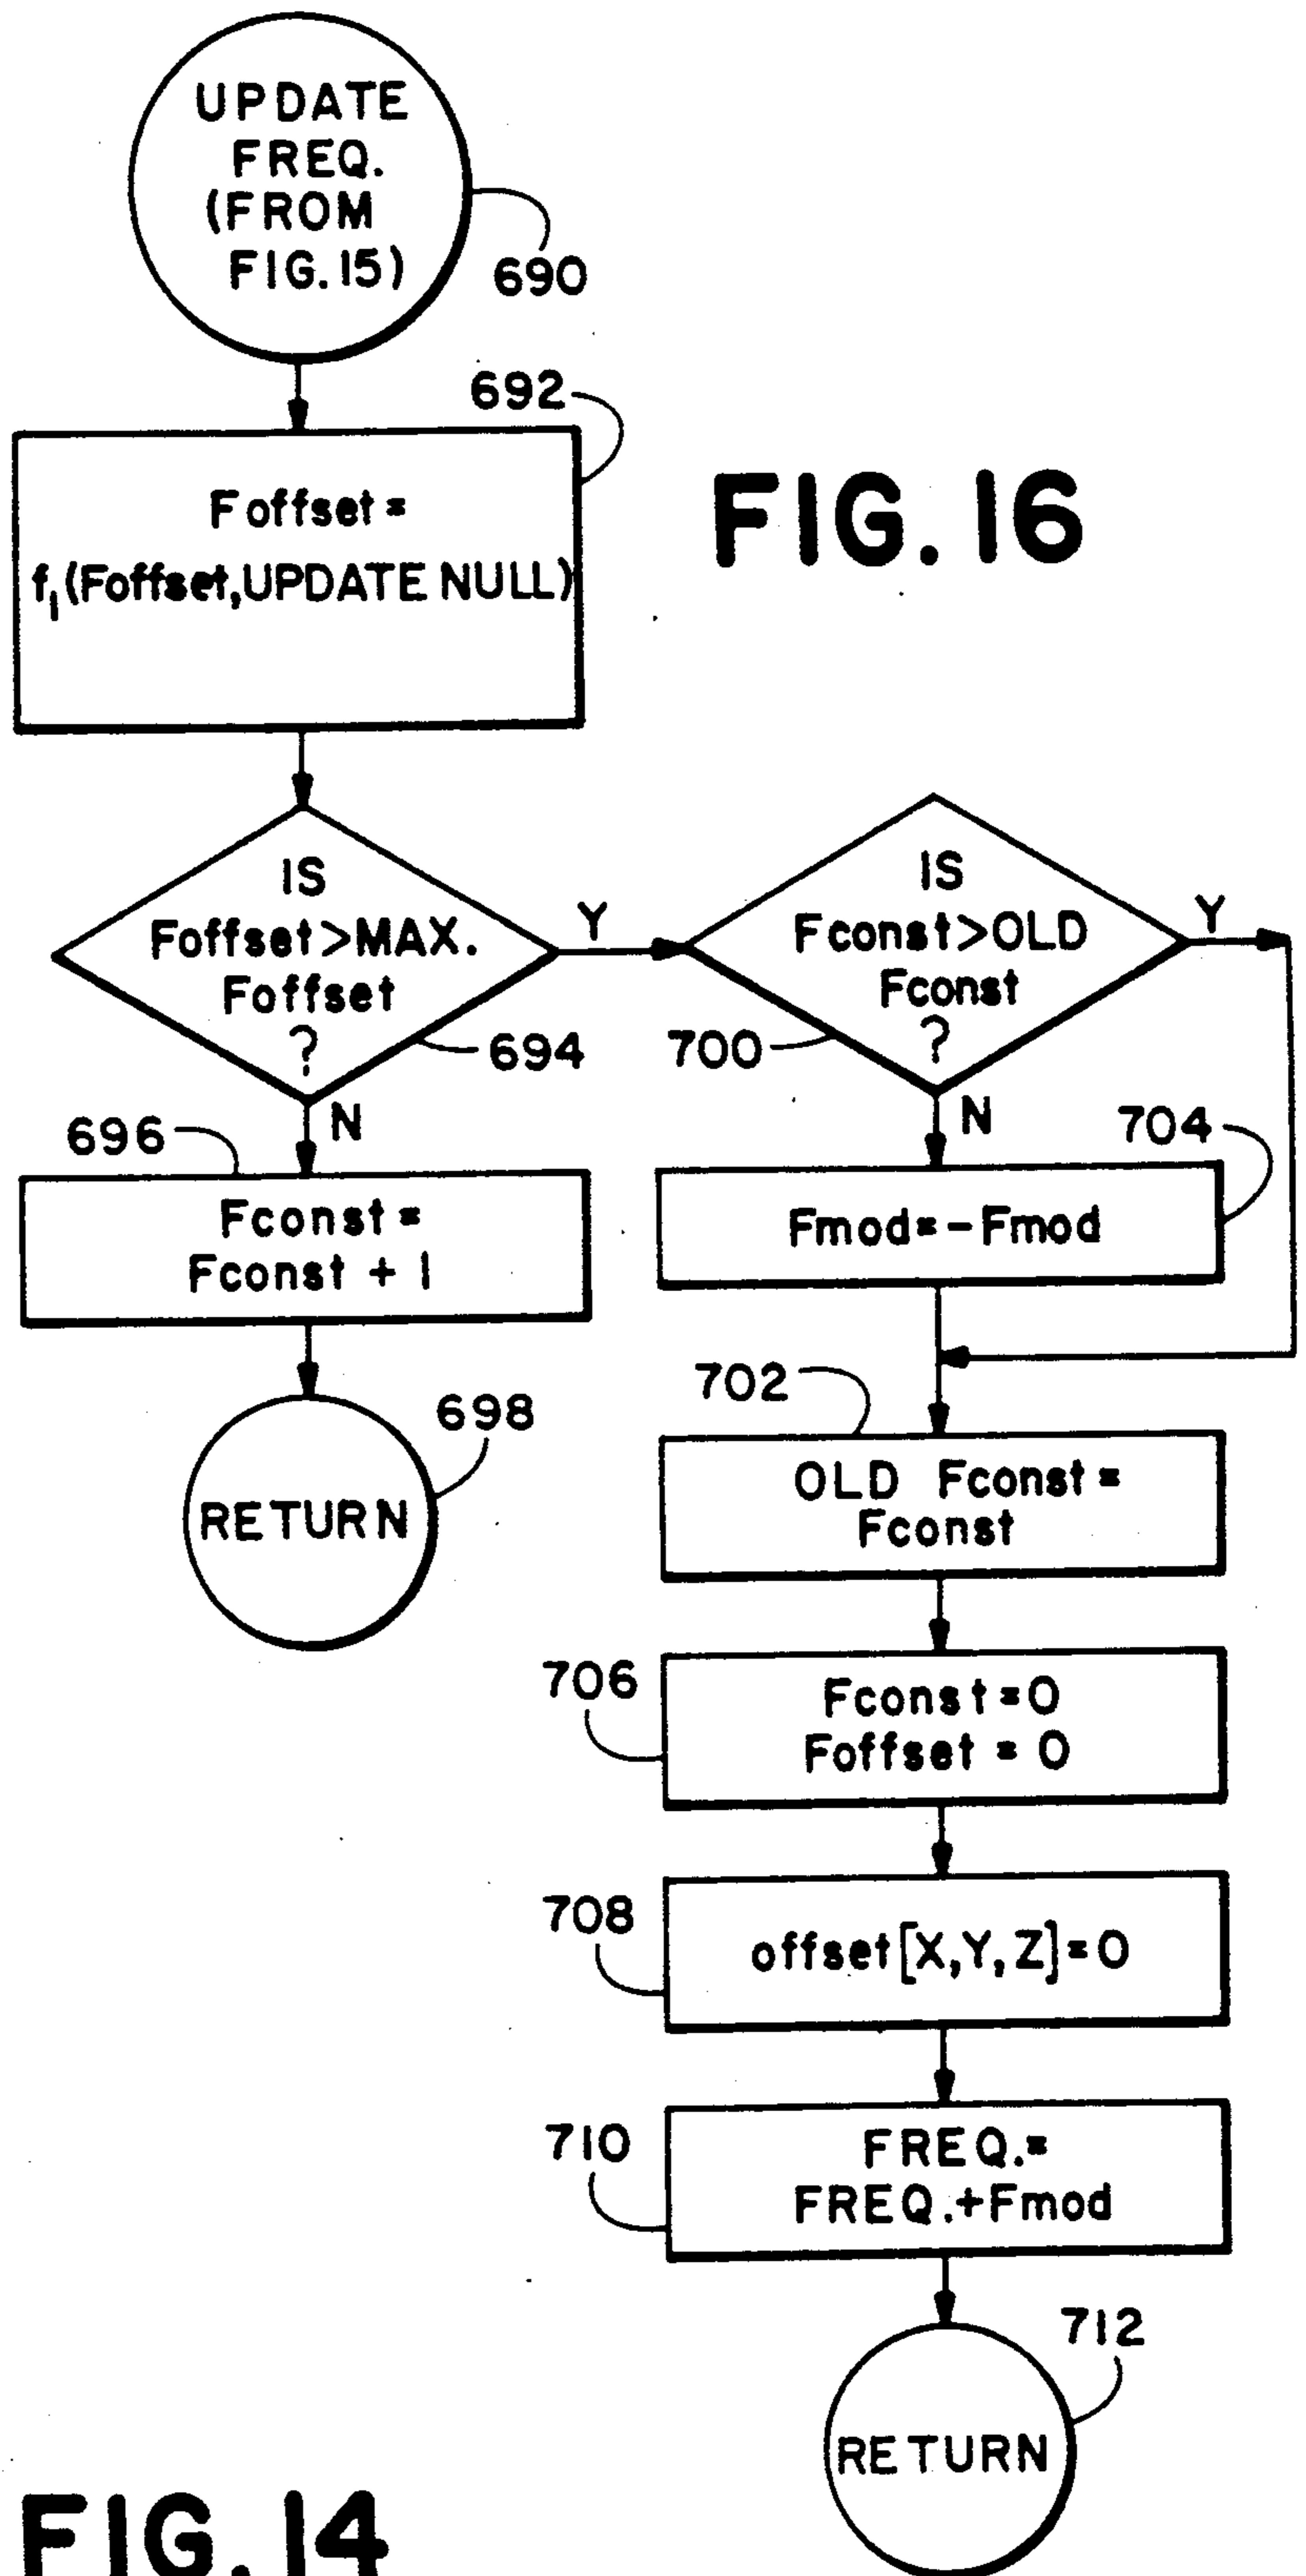 UPDATE
FREQ.
(FROM
FIG. 15)
690
692
Foffset =
f1(Foffset,UPDATE NULL)
FIG. 16
IS
Foffset>MAX.
Foffset
?
694
Y
N
IS
Fconst>OLD
Fconst
?
700
Y
N
696
Fconst =
Fconst + 1
698
RETURN
704
Fmod=-Fmod
702
OLD Fconst =
Fconst
706
Fconst=0
Foffset = 0
708
offset[X,Y,Z]=0
710
FREQ.=
FREQ.+Fmod
712
RETURN
FIG. 14